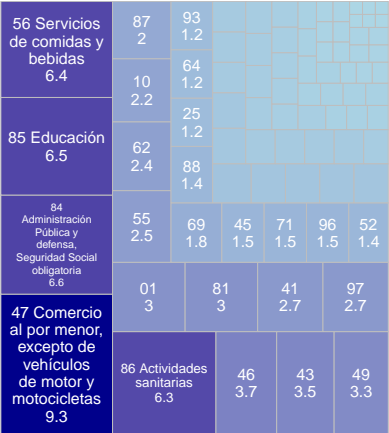 56 Servicios
de comidas y
bebidas
6.4
85 Educación
6.5
84
Administración
Pública y
defensa,
Seguridad Social
obligatoria
6.6
47 Comercio
al por menor,
excepto de
vehículos
de motor y
motocicletas
9.3
87
2
10
2.2
62
2.4
55
2.5
93
1.2
64
1.2
25
1.2
88
1.4
69
1.8
45
1.5
71
1.5
96
1.5
52
1.4
01
3
81
3
41
2.7
97
2.7
86 Actividades
sanitarias
6.3
46
3.7
43
3.5
49
3.3